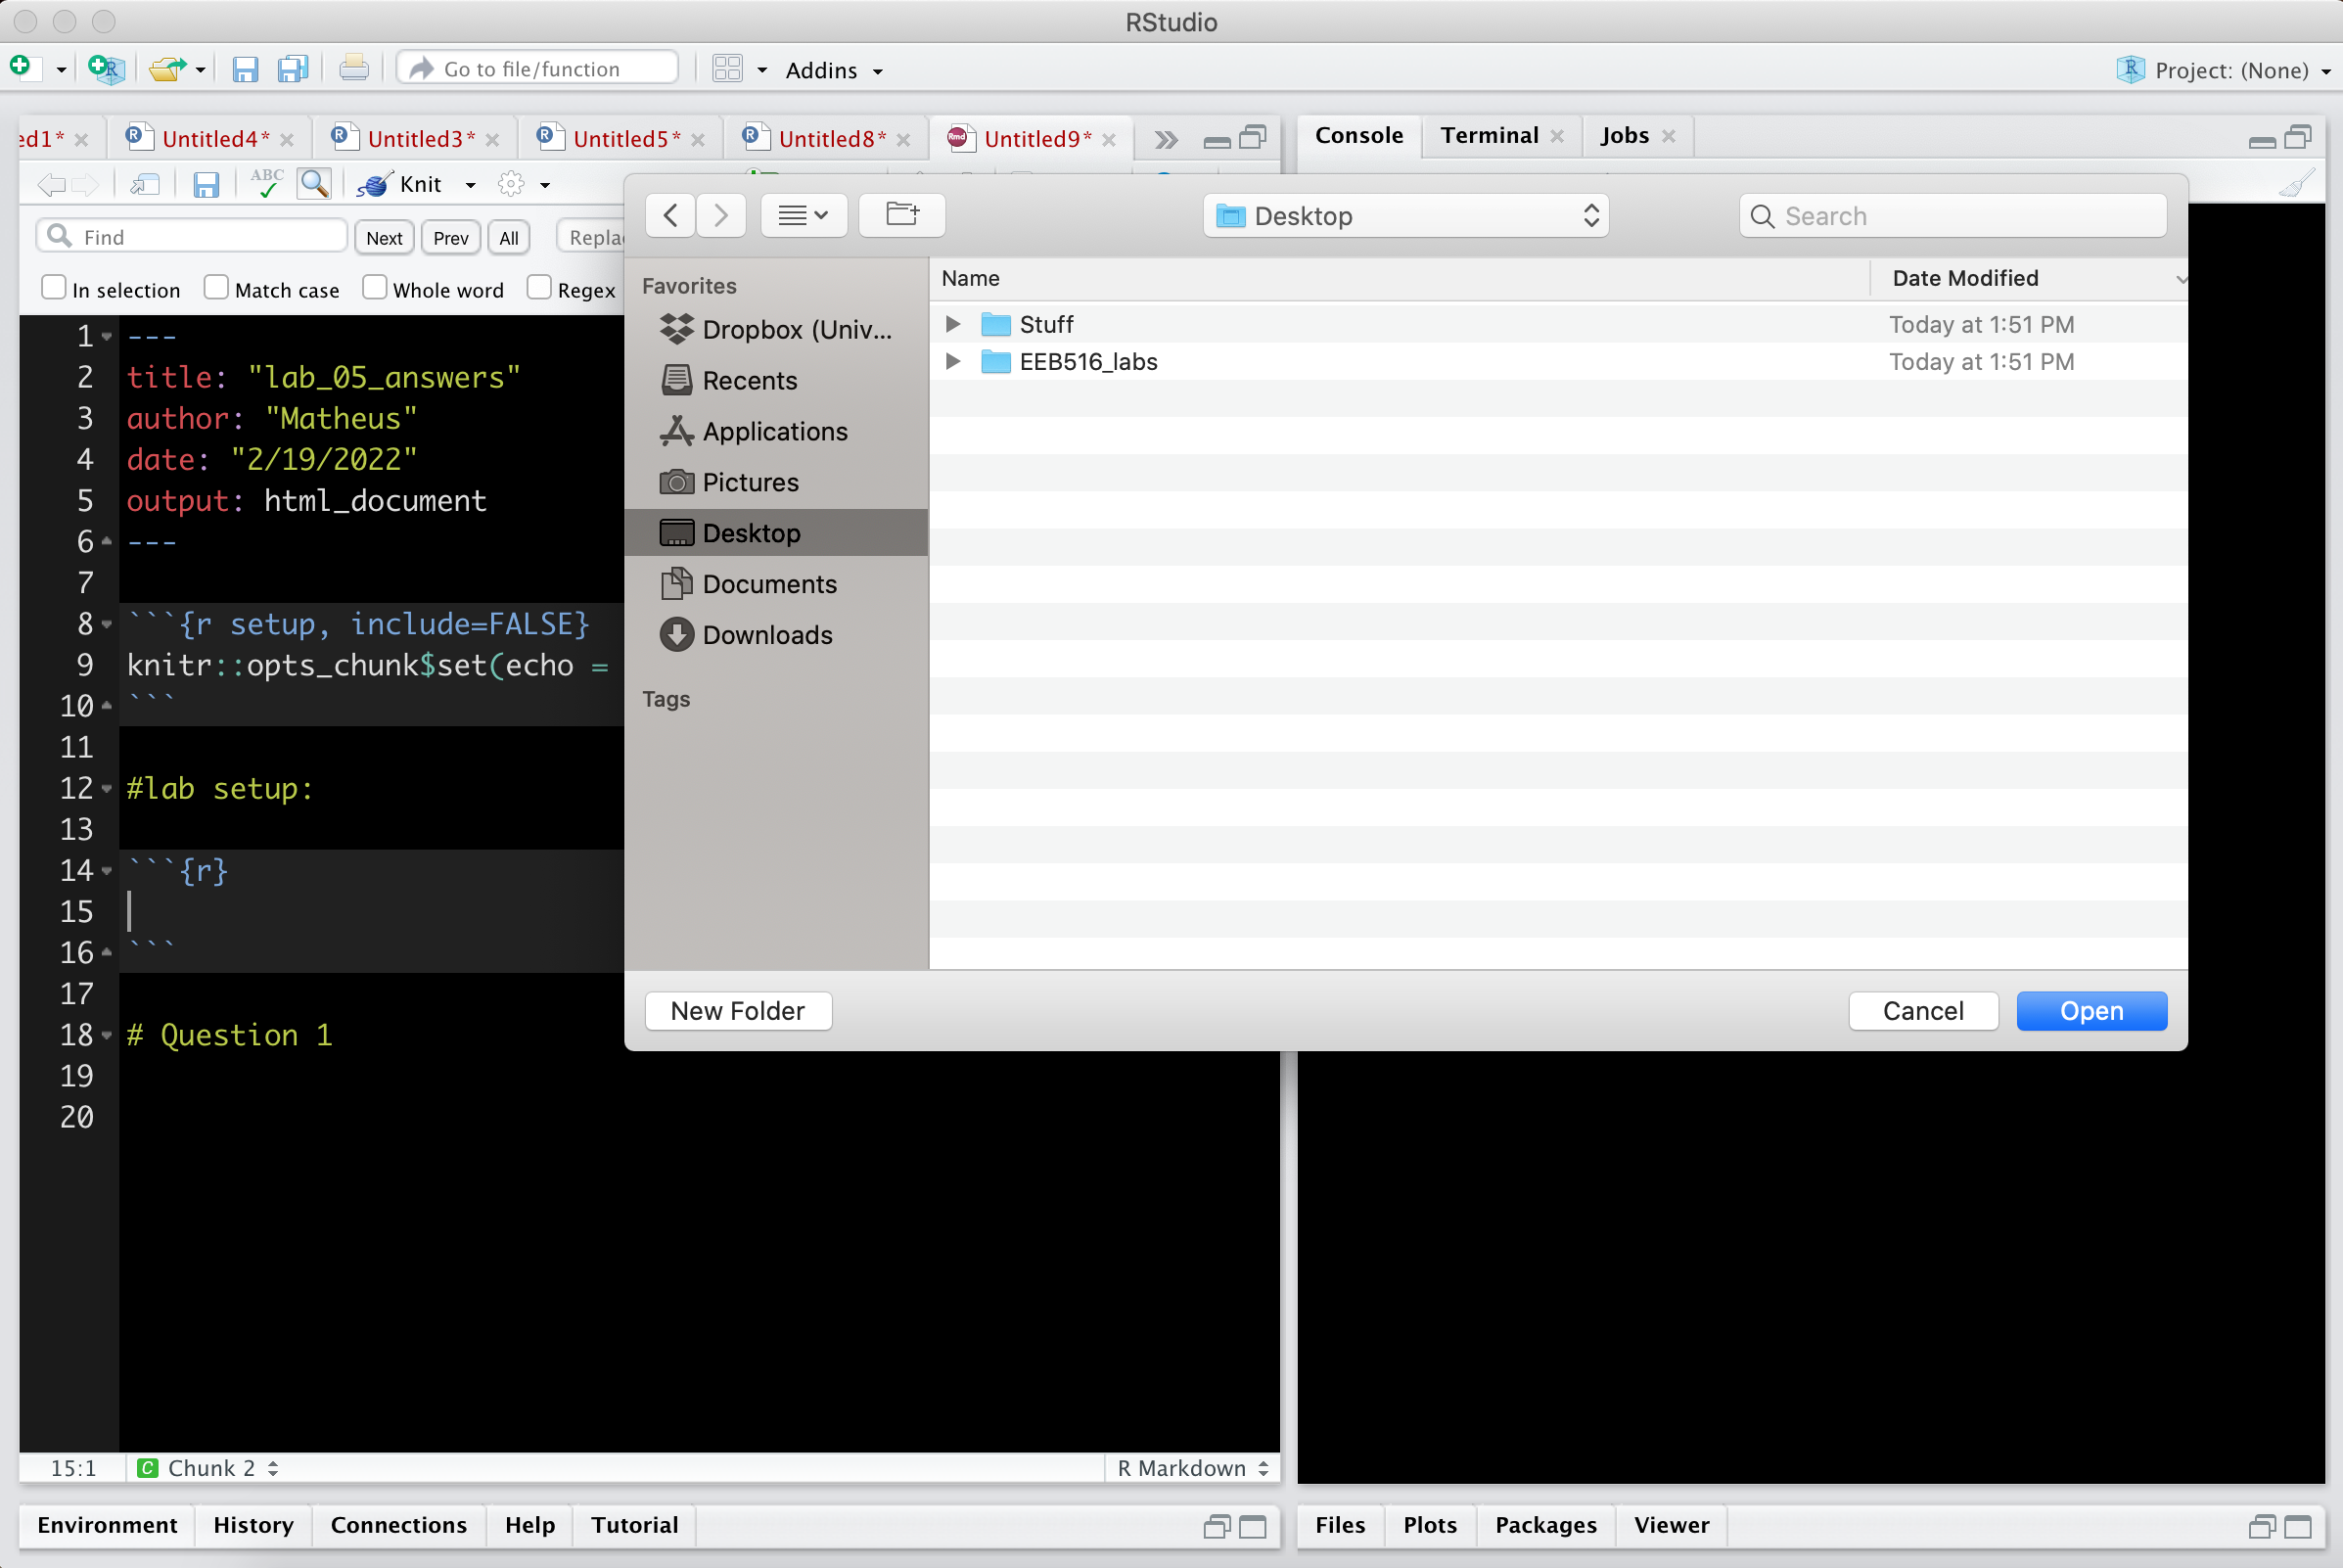 RStudio
Go to file/function
Addins
Project: (None)
ed1*
Untitled4*
Untitled3*
Untitled5*
Untitled8*
Untitled9*
Console
Terminal
Jobs
ABC
Knit
Find
Next
Prev
All
Replac
In selection
Match case
Whole word
Regex
1 ---
2 title: "lab_05_answers"
3 author: "Matheus"
4 date: "2/19/2022"
5 output: html_document
6 ---
7
8 ```{r setup, include=FALSE}
9 knitr::opts_chunk$set(echo =
10 ```
11
12 #lab setup:
13
14 ```{r}
15
16 ```
17
18 # Question 1
19
20
Desktop
Search
Favorites
Dropbox (Univ...
Recents
Applications
Pictures
Desktop
Documents
Downloads
Tags
Name
Date Modified
Stuff
Today at 1:51 PM
EEB516_labs
Today at 1:51 PM
New Folder
Cancel
Open
15:1
C Chunk 2
R Markdown
Environment
History
Connections
Help
Tutorial
Files
Plots
Packages
Viewer